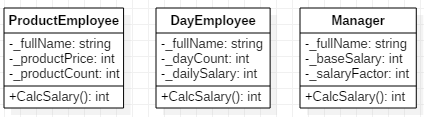 ProductEmployee
-_fullName: string
-_productPrice: int
-_productCount: int
+CalcSalary(): int
DayEmployee
-_fullName: string
-_dayCount: int
-_dailySalary: int
+CalcSalary(): int
Manager
-_fullName: string
-_baseSalary: int
-_salaryFactor: int
+CalcSalary(): int